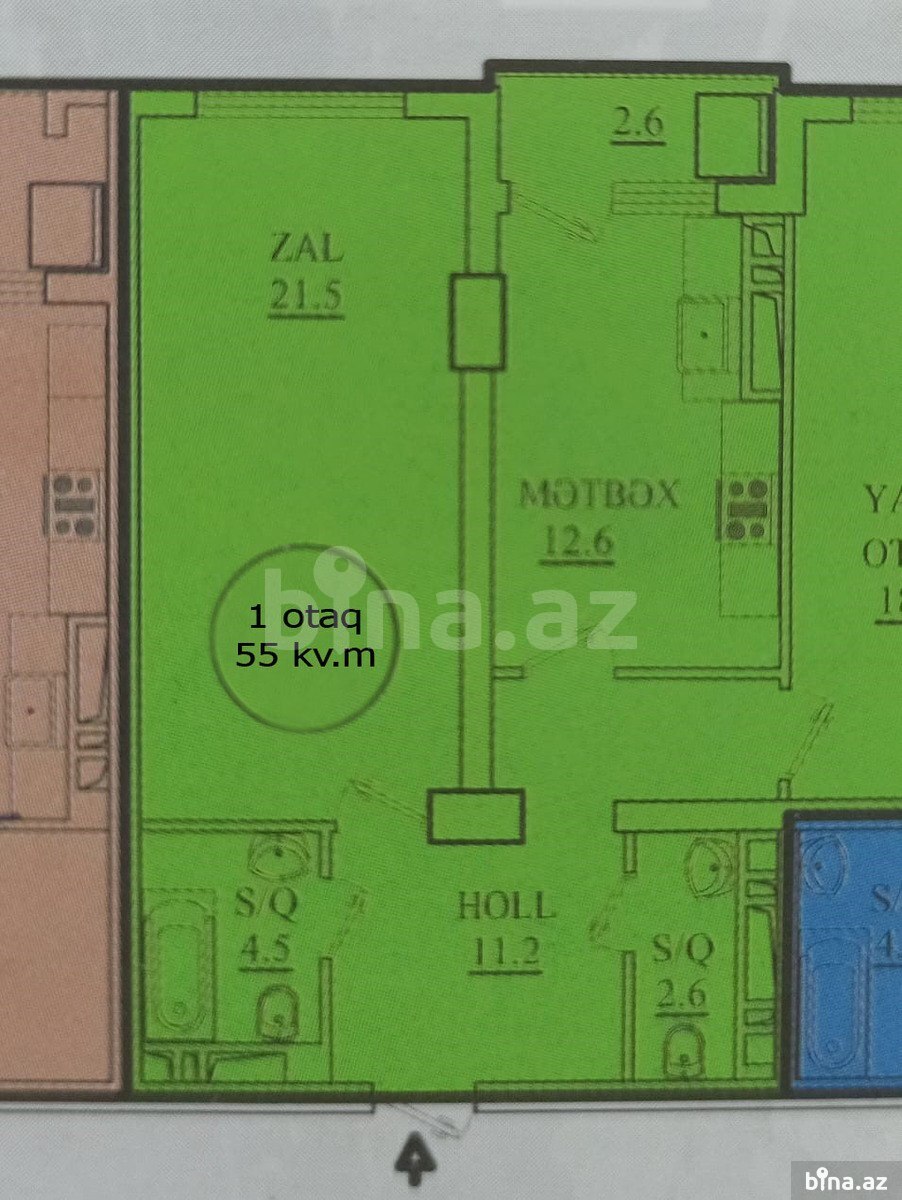 2.6
ZAL
21.5
MƏTBƏX
12.6
1 otaq
55 kv.m
bina.az
S/Q
4.5
HOLL
11.2
S/Q
2.6
bina.az